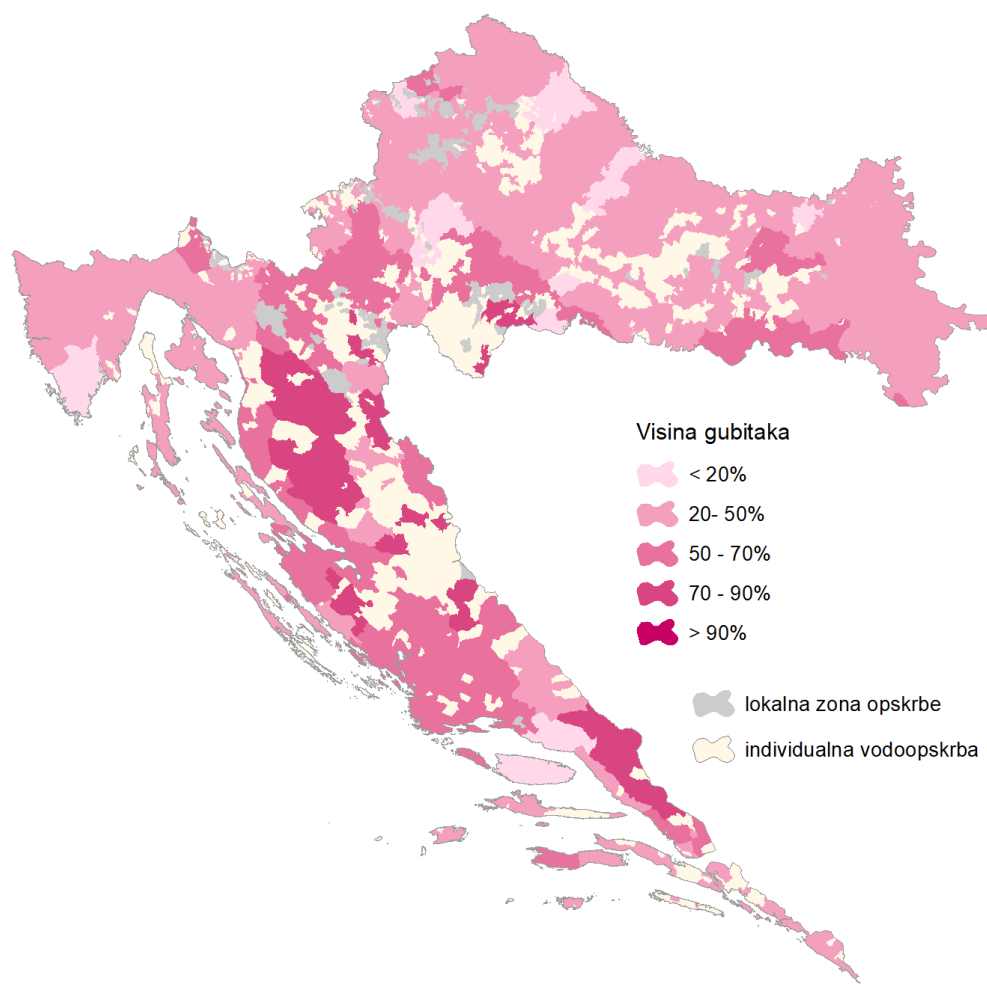 Visina gubitaka
< 20%
20- 50%
50 - 70%
70 - 90%
> 90%
lokalna zona opskrbe
individualna vodoopskrba